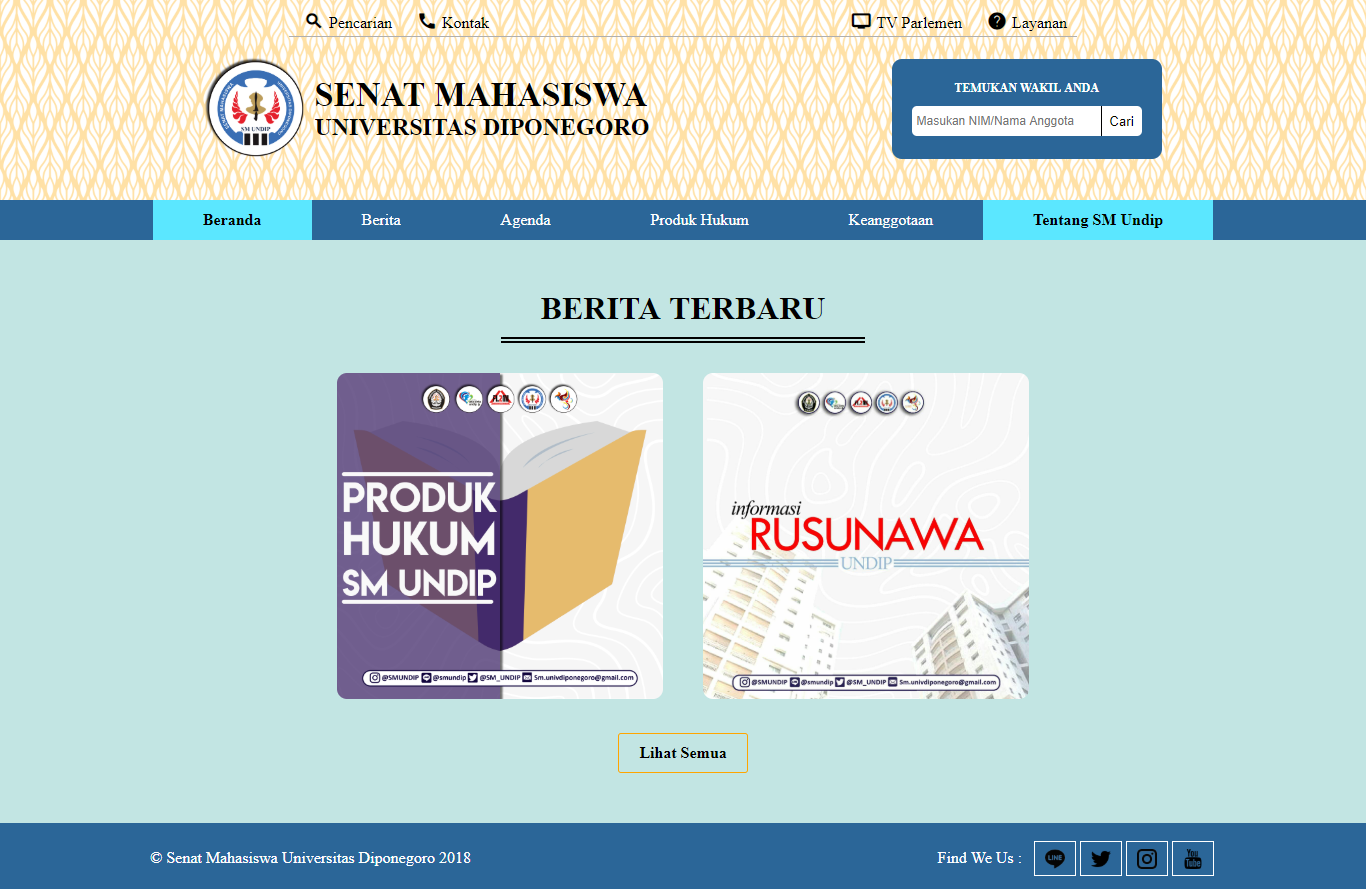 Pencarian
Kontak
TV Parlemen
Layanan
SENAT MAHASISWA
UNIVERSITAS DIPONEGORO
SM UNDIP
TEMUKAN WAKIL ANDA
Masukan NIM/Nama Anggota
Cari
Beranda
Berita
Agenda
Produk Hukum
Keanggotaan
Tentang SM Undip
BERITA TERBARU
PRODUK
HUKUM
SM UNDIP
@SMUNDIP @smundip @SM_UNDIP Sm.univdiponegoro@gmail.com
informasi
RUSUNAWA
UNDIP
@SMUNDIP @smundip @SM_UNDIP Sm.univdiponegoro@gmail.com
Lihat Semua
© Senat Mahasiswa Universitas Diponegoro 2018
Find We Us :
LINE
You
Tube